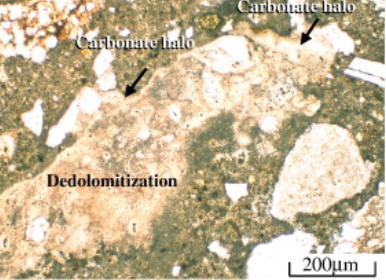 Carbonate halo
Carbonate halo
Dedolomitization
200µm